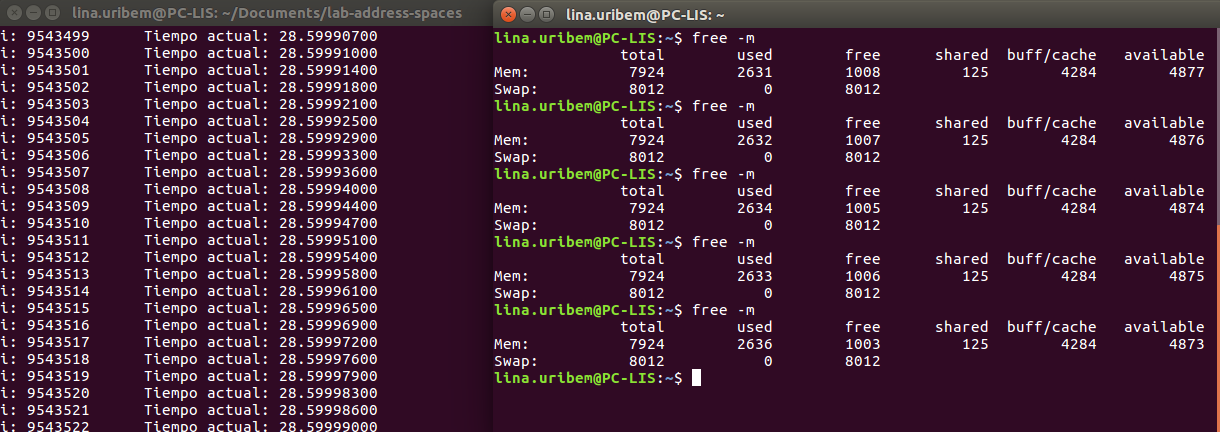 lina.uribem@PC-LIS: ~/Documents/lab-address-spaces
i: 9543499 Tiempo actual: 28.59990700
i: 9543500 Tiempo actual: 28.59991000
i: 9543501 Tiempo actual: 28.59991400
i: 9543502 Tiempo actual: 28.59991800
i: 9543503 Tiempo actual: 28.59992100
i: 9543504 Tiempo actual: 28.59992500
i: 9543505 Tiempo actual: 28.59992900
i: 9543506 Tiempo actual: 28.59993300
i: 9543507 Tiempo actual: 28.59993600
i: 9543508 Tiempo actual: 28.59994000
i: 9543509 Tiempo actual: 28.59994400
i: 9543510 Tiempo actual: 28.59994700
i: 9543511 Tiempo actual: 28.59995100
i: 9543512 Tiempo actual: 28.59995400
i: 9543513 Tiempo actual: 28.59995800
i: 9543514 Tiempo actual: 28.59996100
i: 9543515 Tiempo actual: 28.59996500
i: 9543516 Tiempo actual: 28.59996900
i: 9543517 Tiempo actual: 28.59997200
i: 9543518 Tiempo actual: 28.59997600
i: 9543519 Tiempo actual: 28.59997900
i: 9543520 Tiempo actual: 28.59998300
i: 9543521 Tiempo actual: 28.59998600
i: 9543522 Tiempo actual: 28.59999000
lina.uribem@PC-LIS: ~
lina.uribem@PC-LIS:~$ free -m
total used free shared buff/cache available
Mem: 7924 2631 1008 125 4284 4877
Swap: 8012 0 8012
lina.uribem@PC-LIS:~$ free -m
total used free shared buff/cache available
Mem: 7924 2632 1007 125 4284 4876
Swap: 8012 0 8012
lina.uribem@PC-LIS:~$ free -m
total used free shared buff/cache available
Mem: 7924 2634 1005 125 4284 4874
Swap: 8012 0 8012
lina.uribem@PC-LIS:~$ free -m
total used free shared buff/cache available
Mem: 7924 2633 1006 125 4284 4875
Swap: 8012 0 8012
lina.uribem@PC-LIS:~$ free -m
total used free shared buff/cache available
Mem: 7924 2636 1003 125 4284 4873
Swap: 8012 0 8012
lina.uribem@PC-LIS:~$